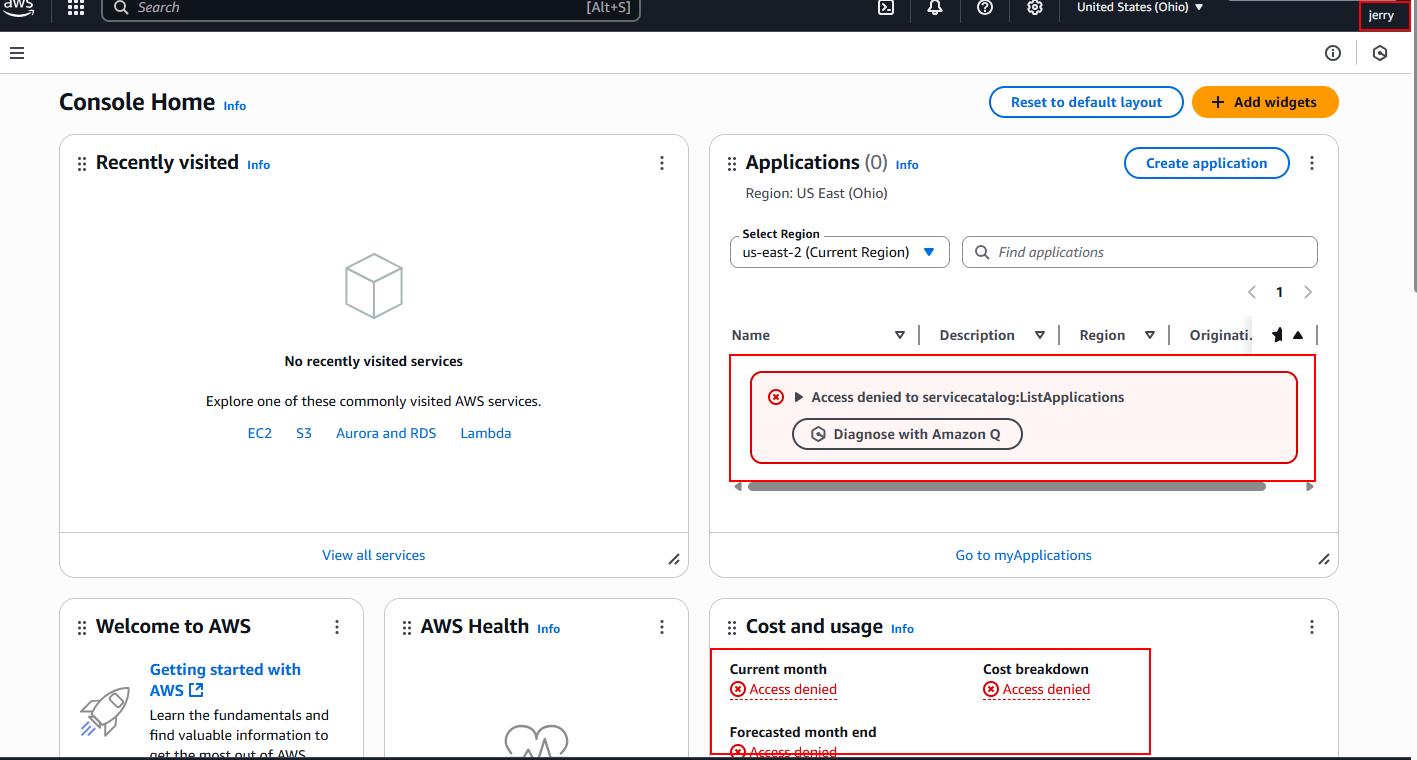 aws
Search
[Alt+S]
United States (Ohio)
jerry
Console Home Info
Reset to default layout
Add widgets
Recently visited Info
No recently visited services
Explore one of these commonly visited AWS services.
EC2 S3 Aurora and RDS Lambda
View all services
Applications (0) Info
Create application
Region: US East (Ohio)
Select Region
us-east-2 (Current Region)
Find applications
1
Name Description Region Originati.
Access denied to servicecatalog:ListApplications
Diagnose with Amazon Q
Go to myApplications
Welcome to AWS
Getting started with
AWS
Learn the fundamentals and
find valuable information to
get the most out of AWS
AWS Health Info
Cost and usage Info
Current month
Access denied
Cost breakdown
Access denied
Forecasted month end
Access denied